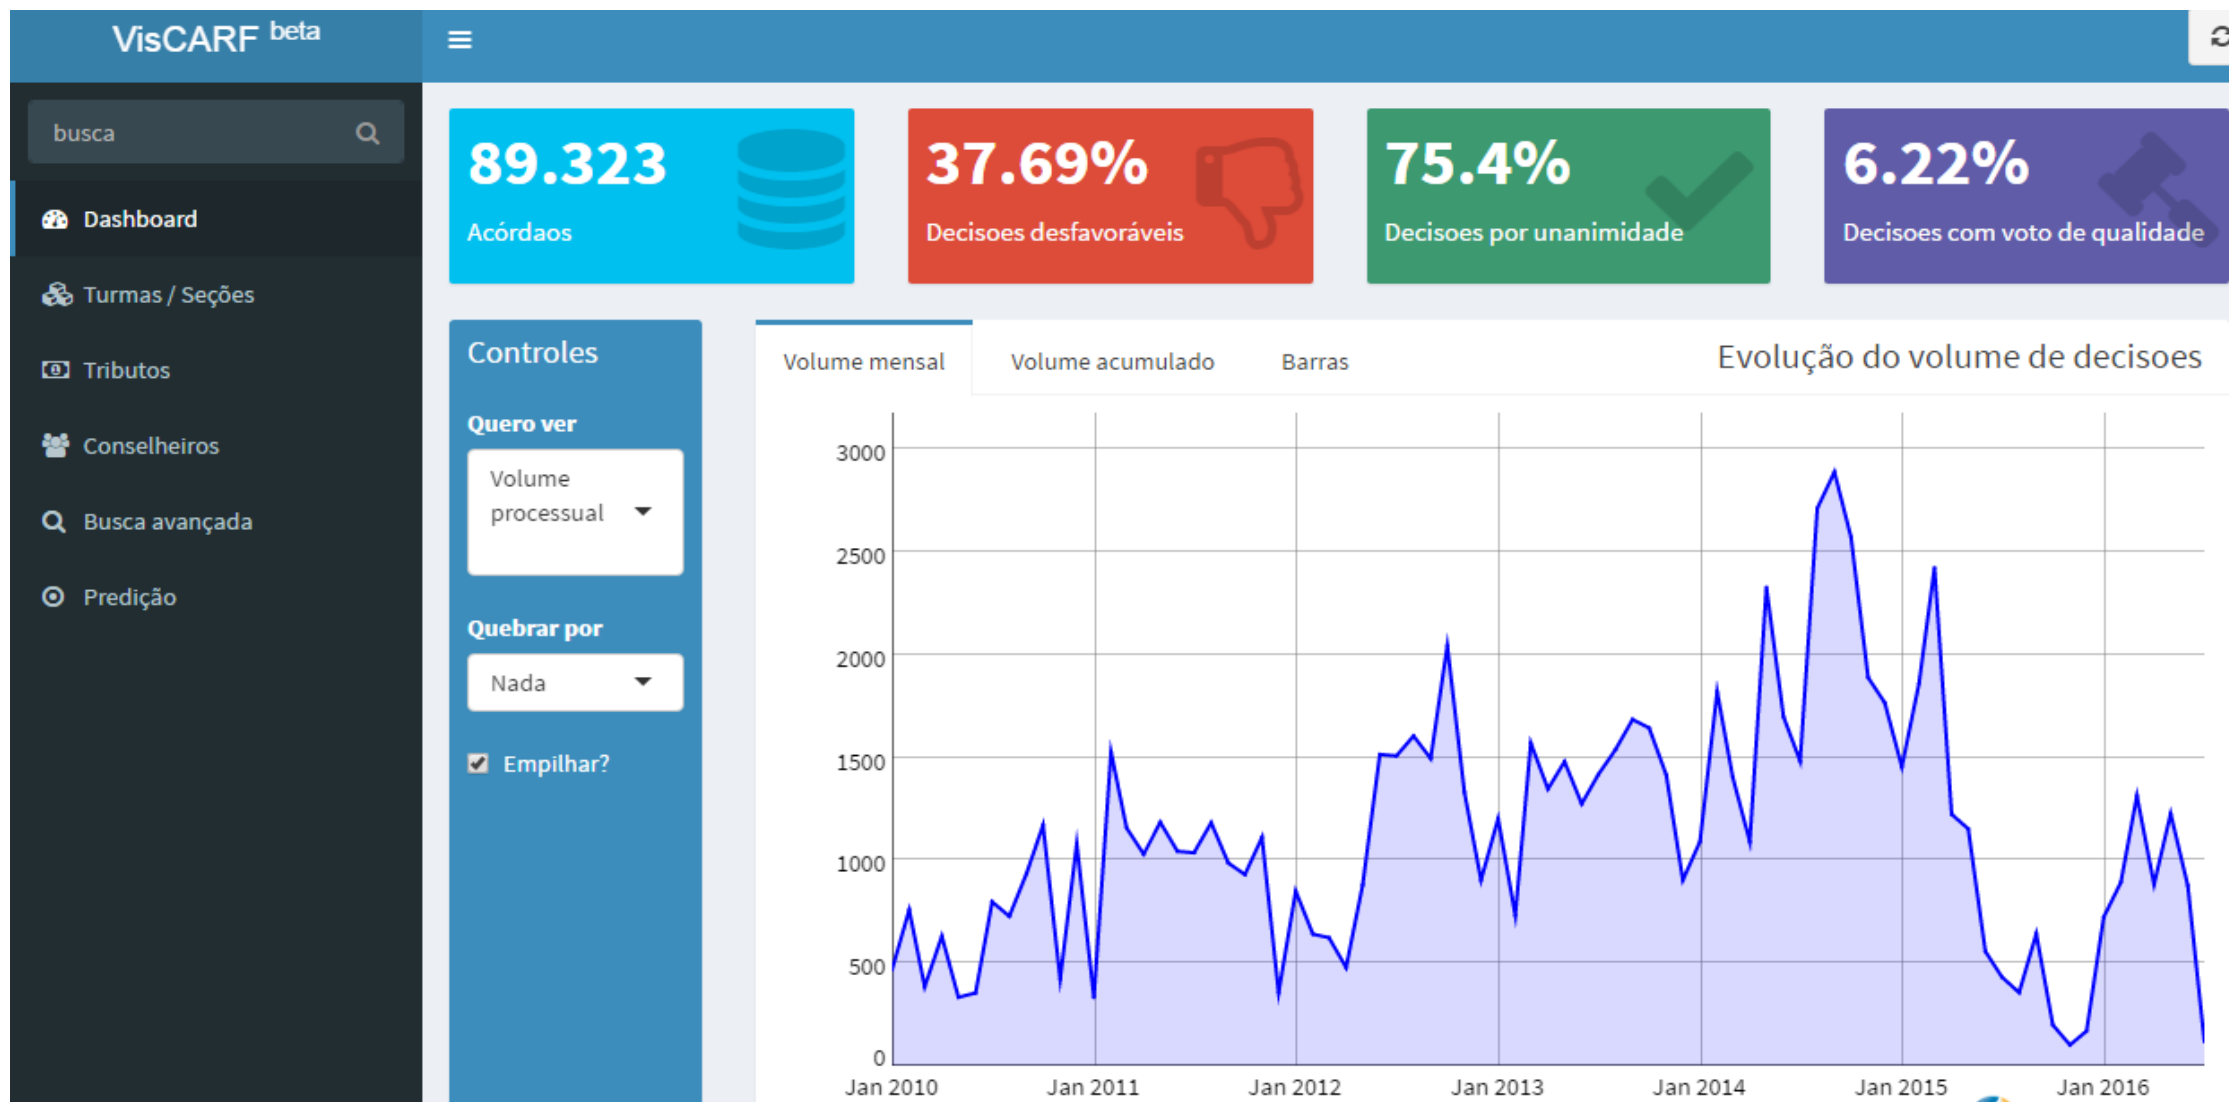 VisCARF beta
busca
Dashboard
Turmas / Seções
Tributos
Conselheiros
Busca avançada
Predição
89.323
Acórdaos
37.69%
Decisoes desfavoráveis
75.4%
Decisoes por unanimidade
6.22%
Decisoes com voto de qualidade
Controles
Quero ver
Volume
processual
Quebrar por
Nada
Empilhar?
Volume mensal Volume acumulado Barras Evolução do volume de decisoes
3000
2500
2000
1500
1000
500
0
Jan 2010 Jan 2011 Jan 2012 Jan 2013 Jan 2014 Jan 2015 Jan 2016